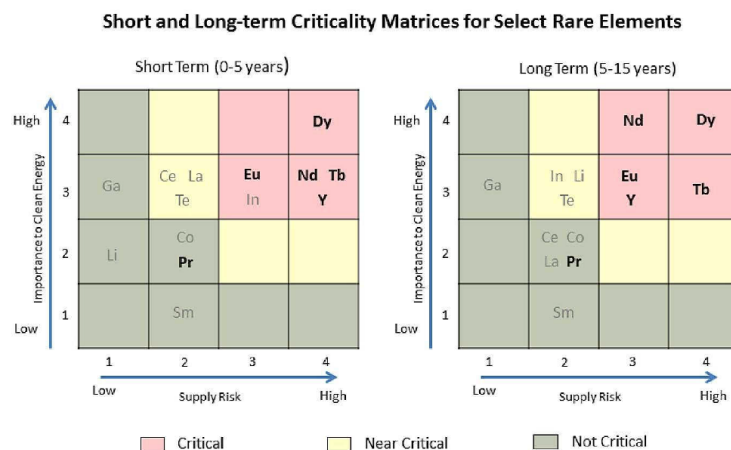 Short and Long-term Criticality Matrices for Select Rare Elements
Short Term (0-5 years)
Importance to Clean Energy
High 4
3
2
Low 1
Dy
Ga
Ce La
Te
Eu
In
Nd Tb
Y
Li
Co
Pr
Sm
1 2 3 4
Low Supply Risk High
Long Term (5-15 years)
Importance to Clean Energy
High 4
3
2
Low 1
Nd
Dy
Ga
In Li
Te
Eu
Y
Tb
Ce Co
La Pr
Sm
1 2 3 4
Low Supply Risk High
Critical Near Critical Not Critical